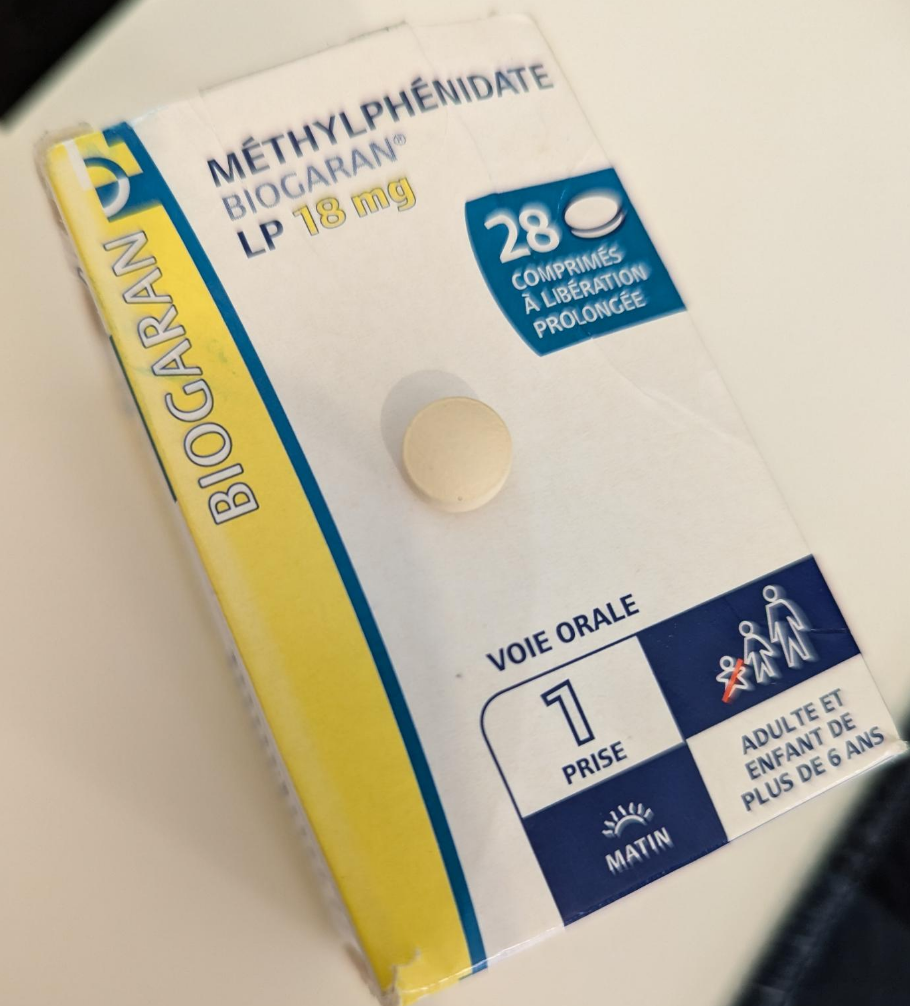 MÉTHYLPHÉNIDATE
BIOGARAN®
LP 18 mg
28
COMPRIMÉS
À LIBÉRATION
PROLONGÉE
BIOGARAN
VOIE ORALE
1
PRISE
MATIN
ADULTE ET
ENFANT DE
PLUS DE 6 ANS